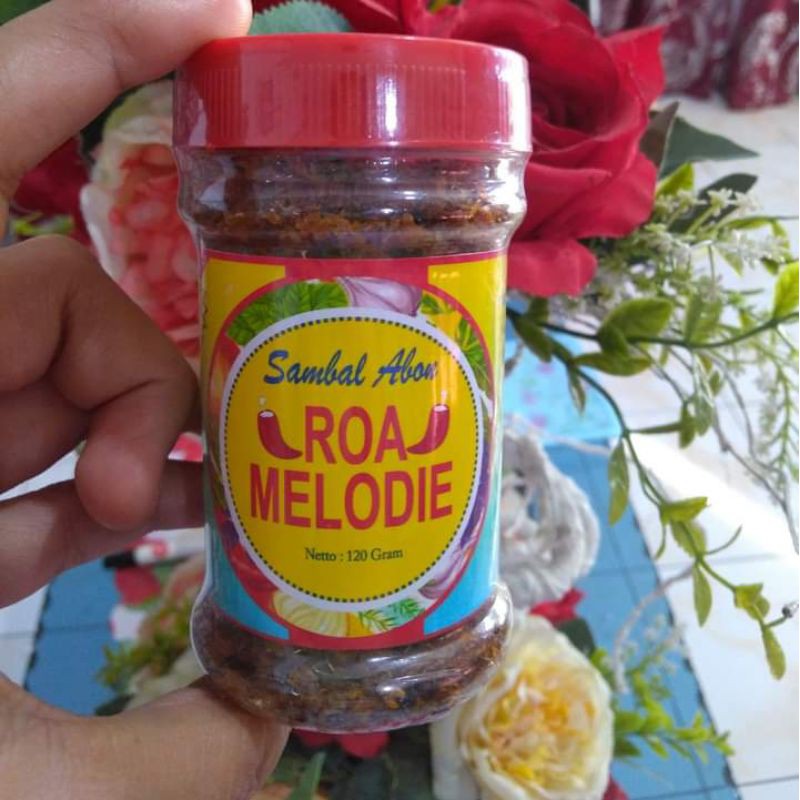 Sambal Abon
ROA
MELODIE
Netto : 120 Gram